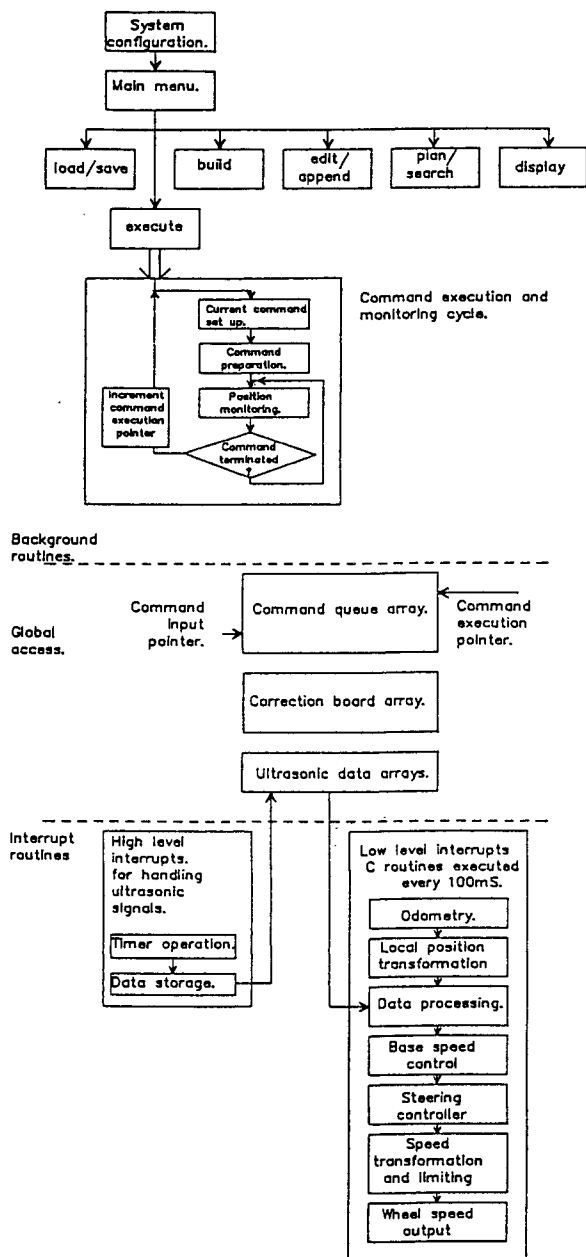 System
configuration.
Main menu.
load/save
build
edit/
append
plan/
search
display
execute
Command execution and
monitoring cycle.
Current command
set up.
Command
preparation.
Increment
command
execution
pointer
Position
monitoring.
Command
terminated
?
Background
routines.
Global
access.
Command
Input
pointer.
Command queue array.
Command
execution
pointer.
Correction board array.
Ultrasonic data arrays.
Interrupt
routines
High level
interrupts.
for handling
ultrasonic
signals.
Timer operation.
Data storage.
Low level interrupts
C routines executed
every 100mS.
Odometry.
Local position
transformation
Data processing.
Base speed
control
Steering
controller
Speed
transformation
and limiting
Wheel speed
output